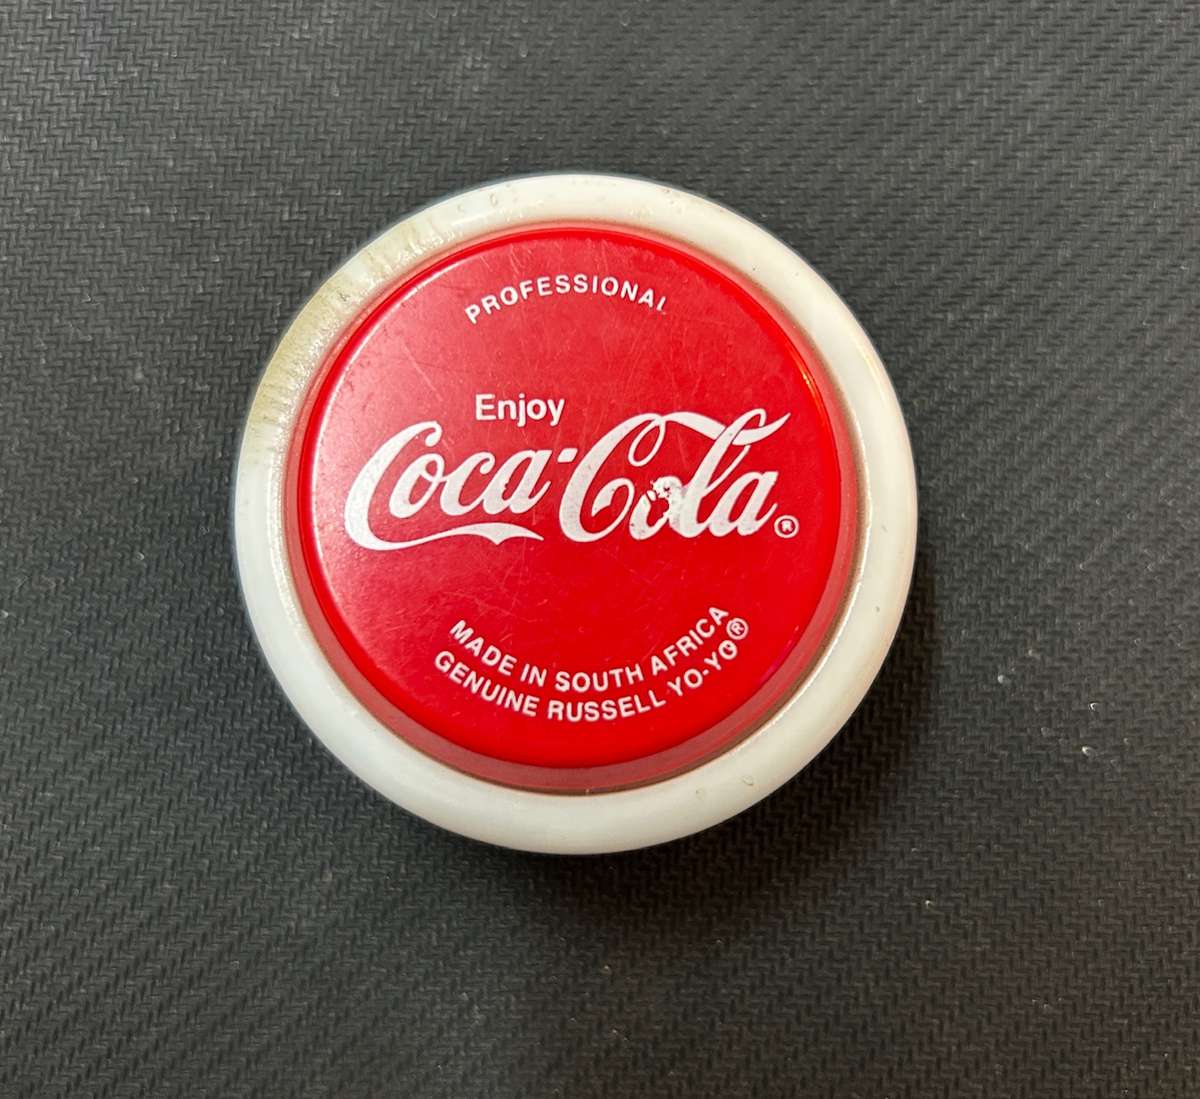 PROFESSIONAL
Enjoy
Coca-Cola®
MADE IN SOUTH AFRICA
GENUINE RUSSELL YO-YO®